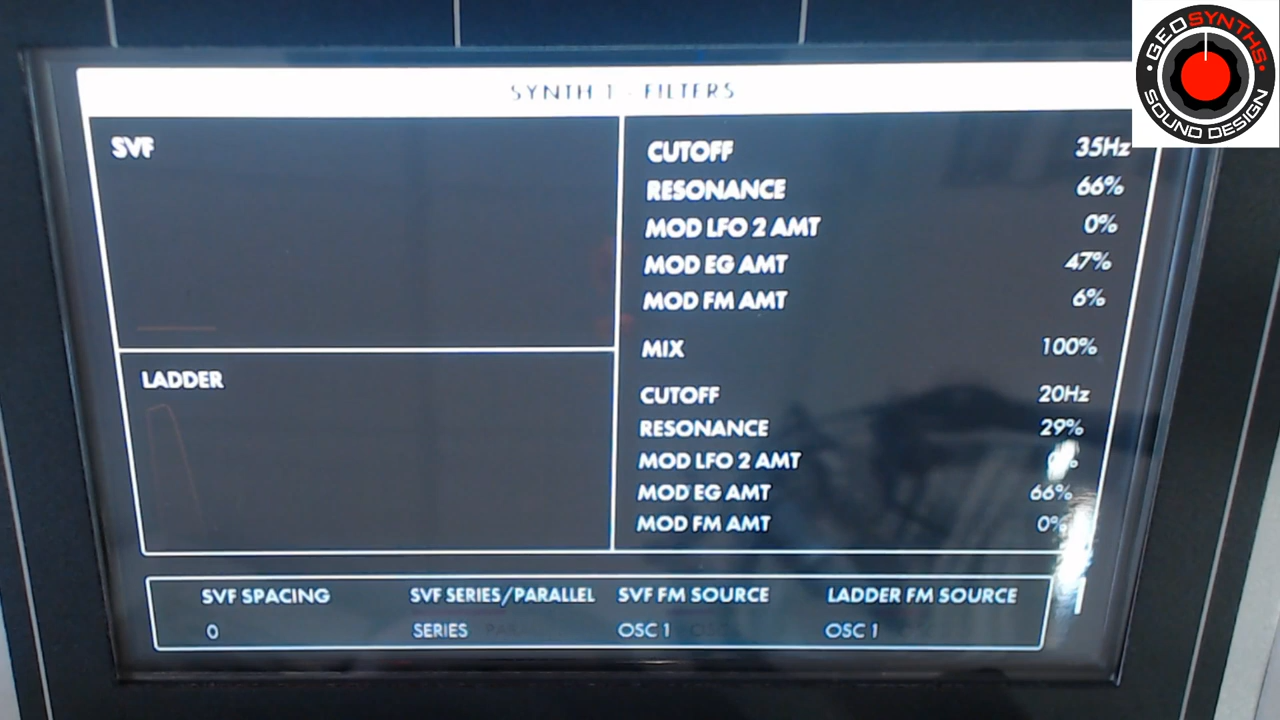 GEOSYNTHS
SOUND DESIGN
SYNTH 1 - FILTERS
SVF
CUTOFF 35Hz
RESONANCE 66%
MOD LFO 2 AMT 0%
MOD EG AMT 47%
MOD FM AMT 6%
MIX 100%
LADDER
CUTOFF 20Hz
RESONANCE 29%
MOD LFO 2 AMT
MOD EG AMT 66%
MOD FM AMT 0%
SVF SPACING SVF SERIES/PARALLEL SVF FM SOURCE LADDER FM SOURCE
0 SERIES OSC 1 OSC 1